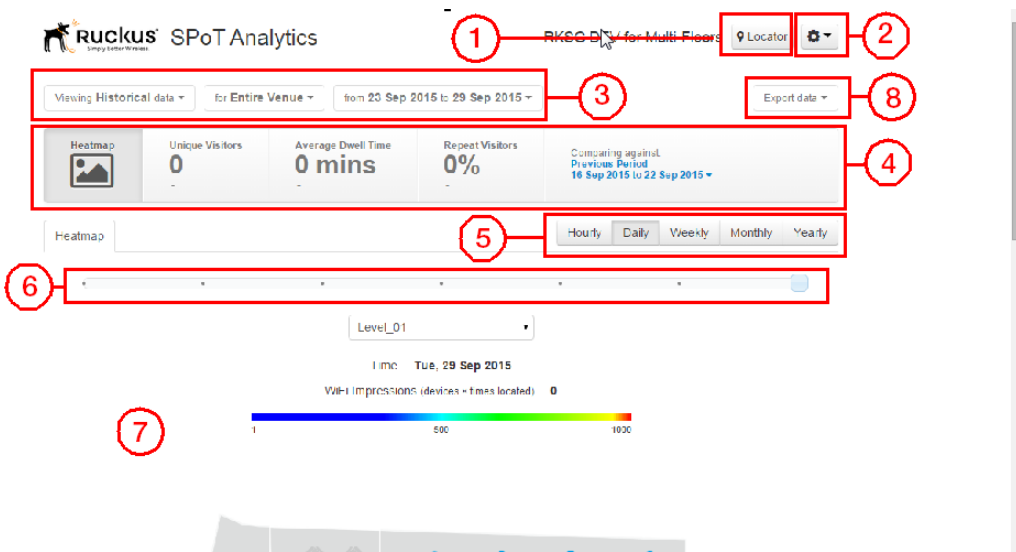 RUCKUS
Simply Better Wireless.
SPoT Analytics
1
RKSG DEV for Multi-Floors
Locator
2
Viewing Historical data
for Entire Venue
from 23 Sep 2015 to 29 Sep 2015
3
Export data
8
Heatmap
Unique Visitors
0
-
Average Dwell Time
0 mins
-
Repeat Visitors
0%
-
Comparing against
Previous Period
16 Sep 2015 to 22 Sep 2015
4
Heatmap
5
Hourly Daily Weekly Monthly Yearly
6
Level_01
Time Tue, 29 Sep 2015
WiFi Impressions (devices * times located) 0
7
1 500 1000